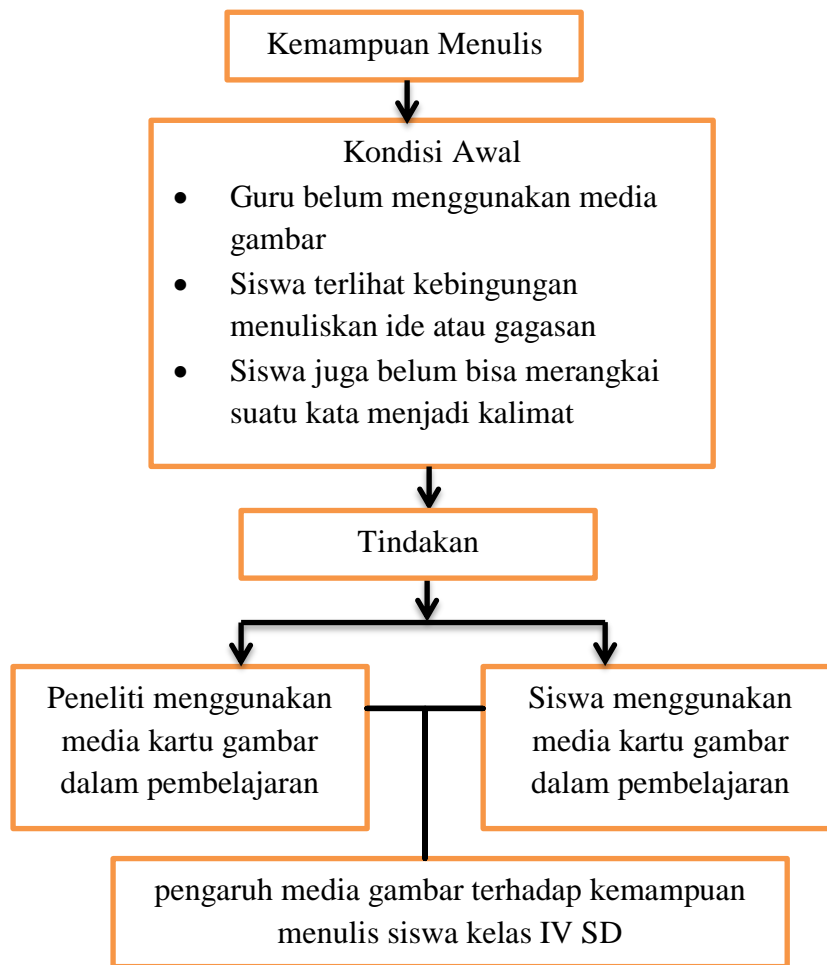 Kemampuan Menulis
Kondisi Awal
• Guru belum menggunakan media
gambar
• Siswa terlihat kebingungan
menuliskan ide atau gagasan
• Siswa juga belum bisa merangkai
suatu kata menjadi kalimat
Tindakan
Peneliti menggunakan
media kartu gambar
dalam pembelajaran
Siswa menggunakan
media kartu gambar
dalam pembelajaran
pengaruh media gambar terhadap kemampuan
menulis siswa kelas IV SD